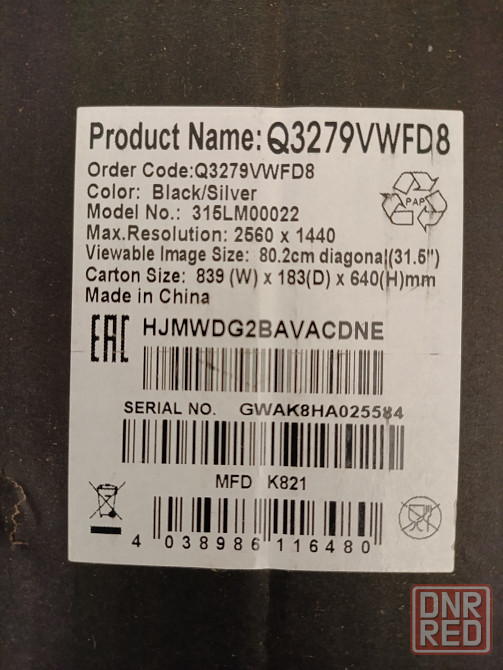 Product Name: Q3279VWFD8
Order Code:Q3279VWFD8
Color: Black/Silver
Model No.: 315LM00022
Max.Resolution: 2560 x 1440
Viewable Image Size: 80.2cm diagonal(31.5")
Carton Size: 839 (W) x 183(D) x 640(H)mm
Made in China
PAP
EAC HJMWDG2BAVACDNE
SERIAL NO. GWAK8HA025584
MFD K821
4 038986 116480
DNR
RED